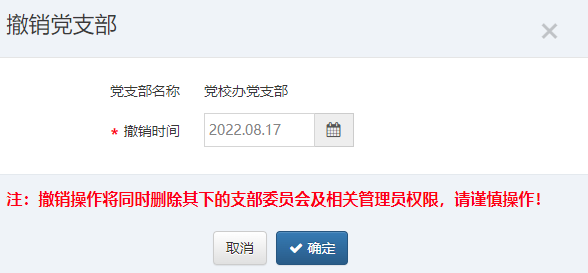 撤销党支部
×
党支部名称 党校办党支部
* 撤销时间 2022.08.17
注：撤销操作将同时删除其下的支部委员会及相关管理员权限，请谨慎操作！
取消 ✔ 确定